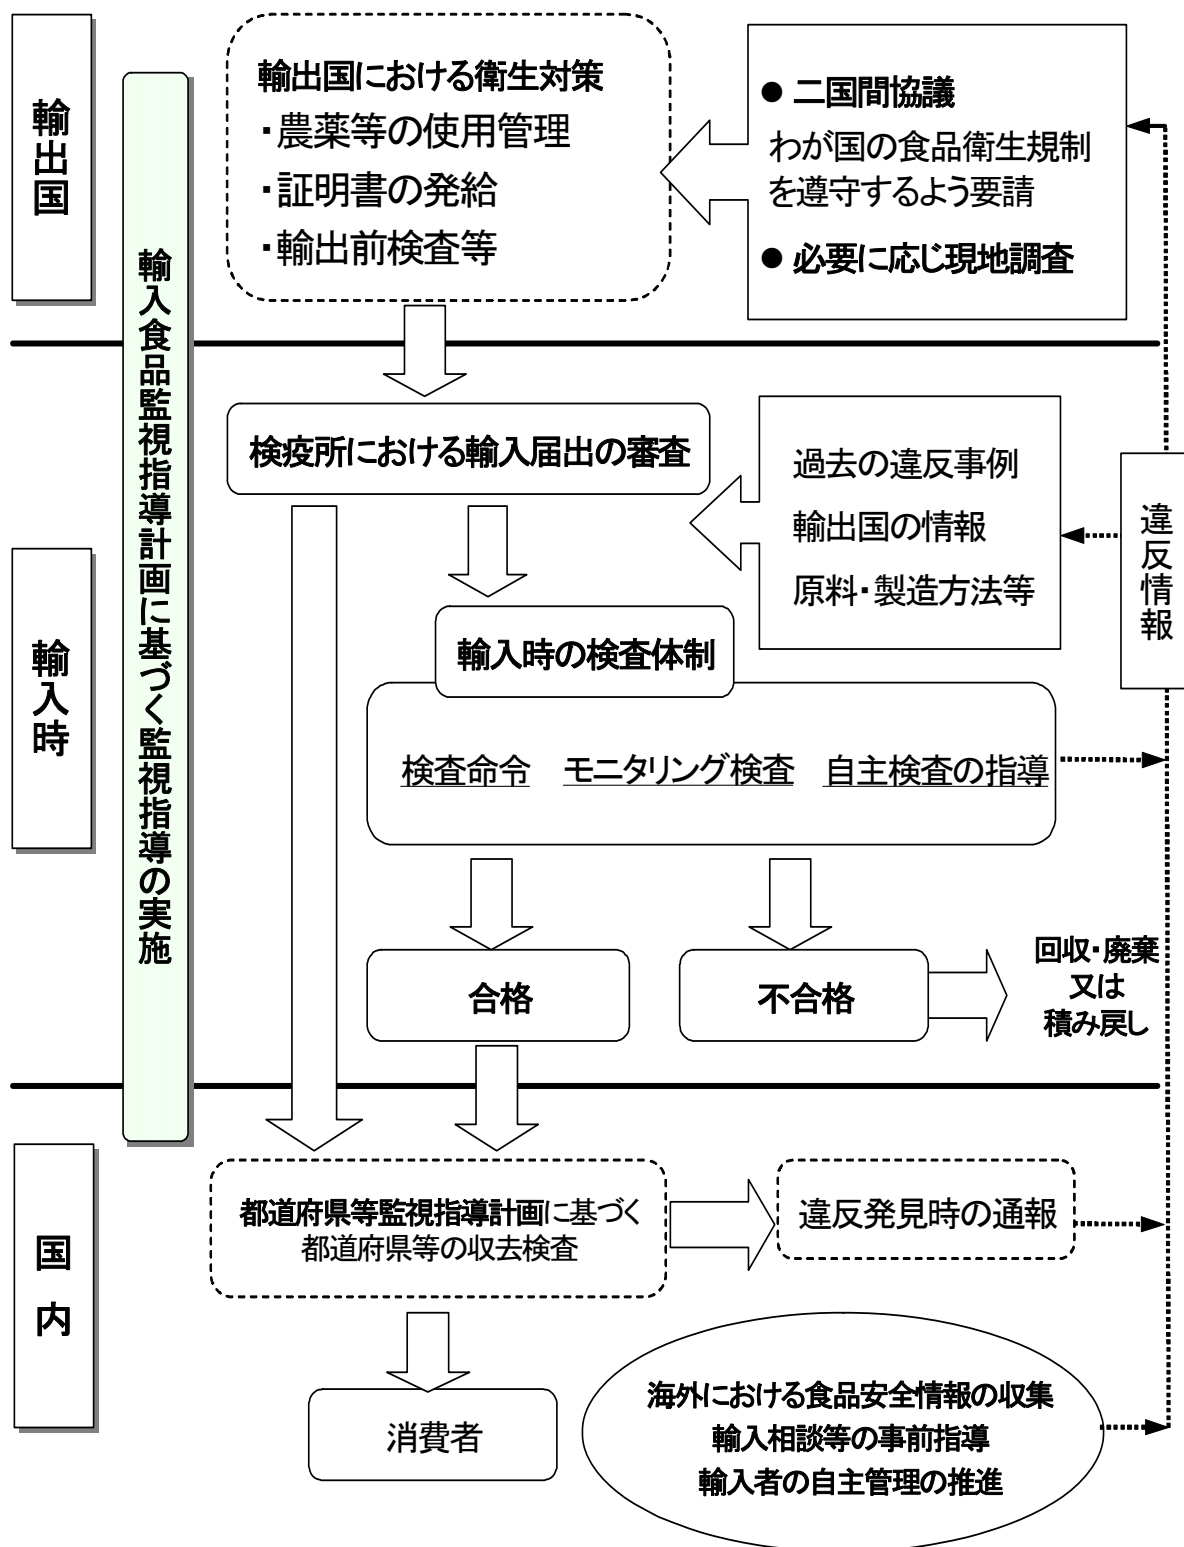 輸出国
輸入食品監視指導計画に基づく監視指導の実施
輸出国における衛生対策
・農薬等の使用管理
・証明書の発給
・輸出前検査等
● 二国間協議
わが国の食品衛生規制
を遵守するよう要請
● 必要に応じ現地調査
輸入時
検疫所における輸入届出の審査
過去の違反事例
輸出国の情報
原料・製造方法等
違反情報
輸入時の検査体制
検査命令 モニタリング検査 自主検査の指導
合格
不合格
回収・廃棄
又は
積み戻し
国内
都道府県等監視指導計画に基づく
都道府県等の収去検査
違反発見時の通報
消費者
海外における食品安全情報の収集
輸入相談等の事前指導
輸入者の自主管理の推進